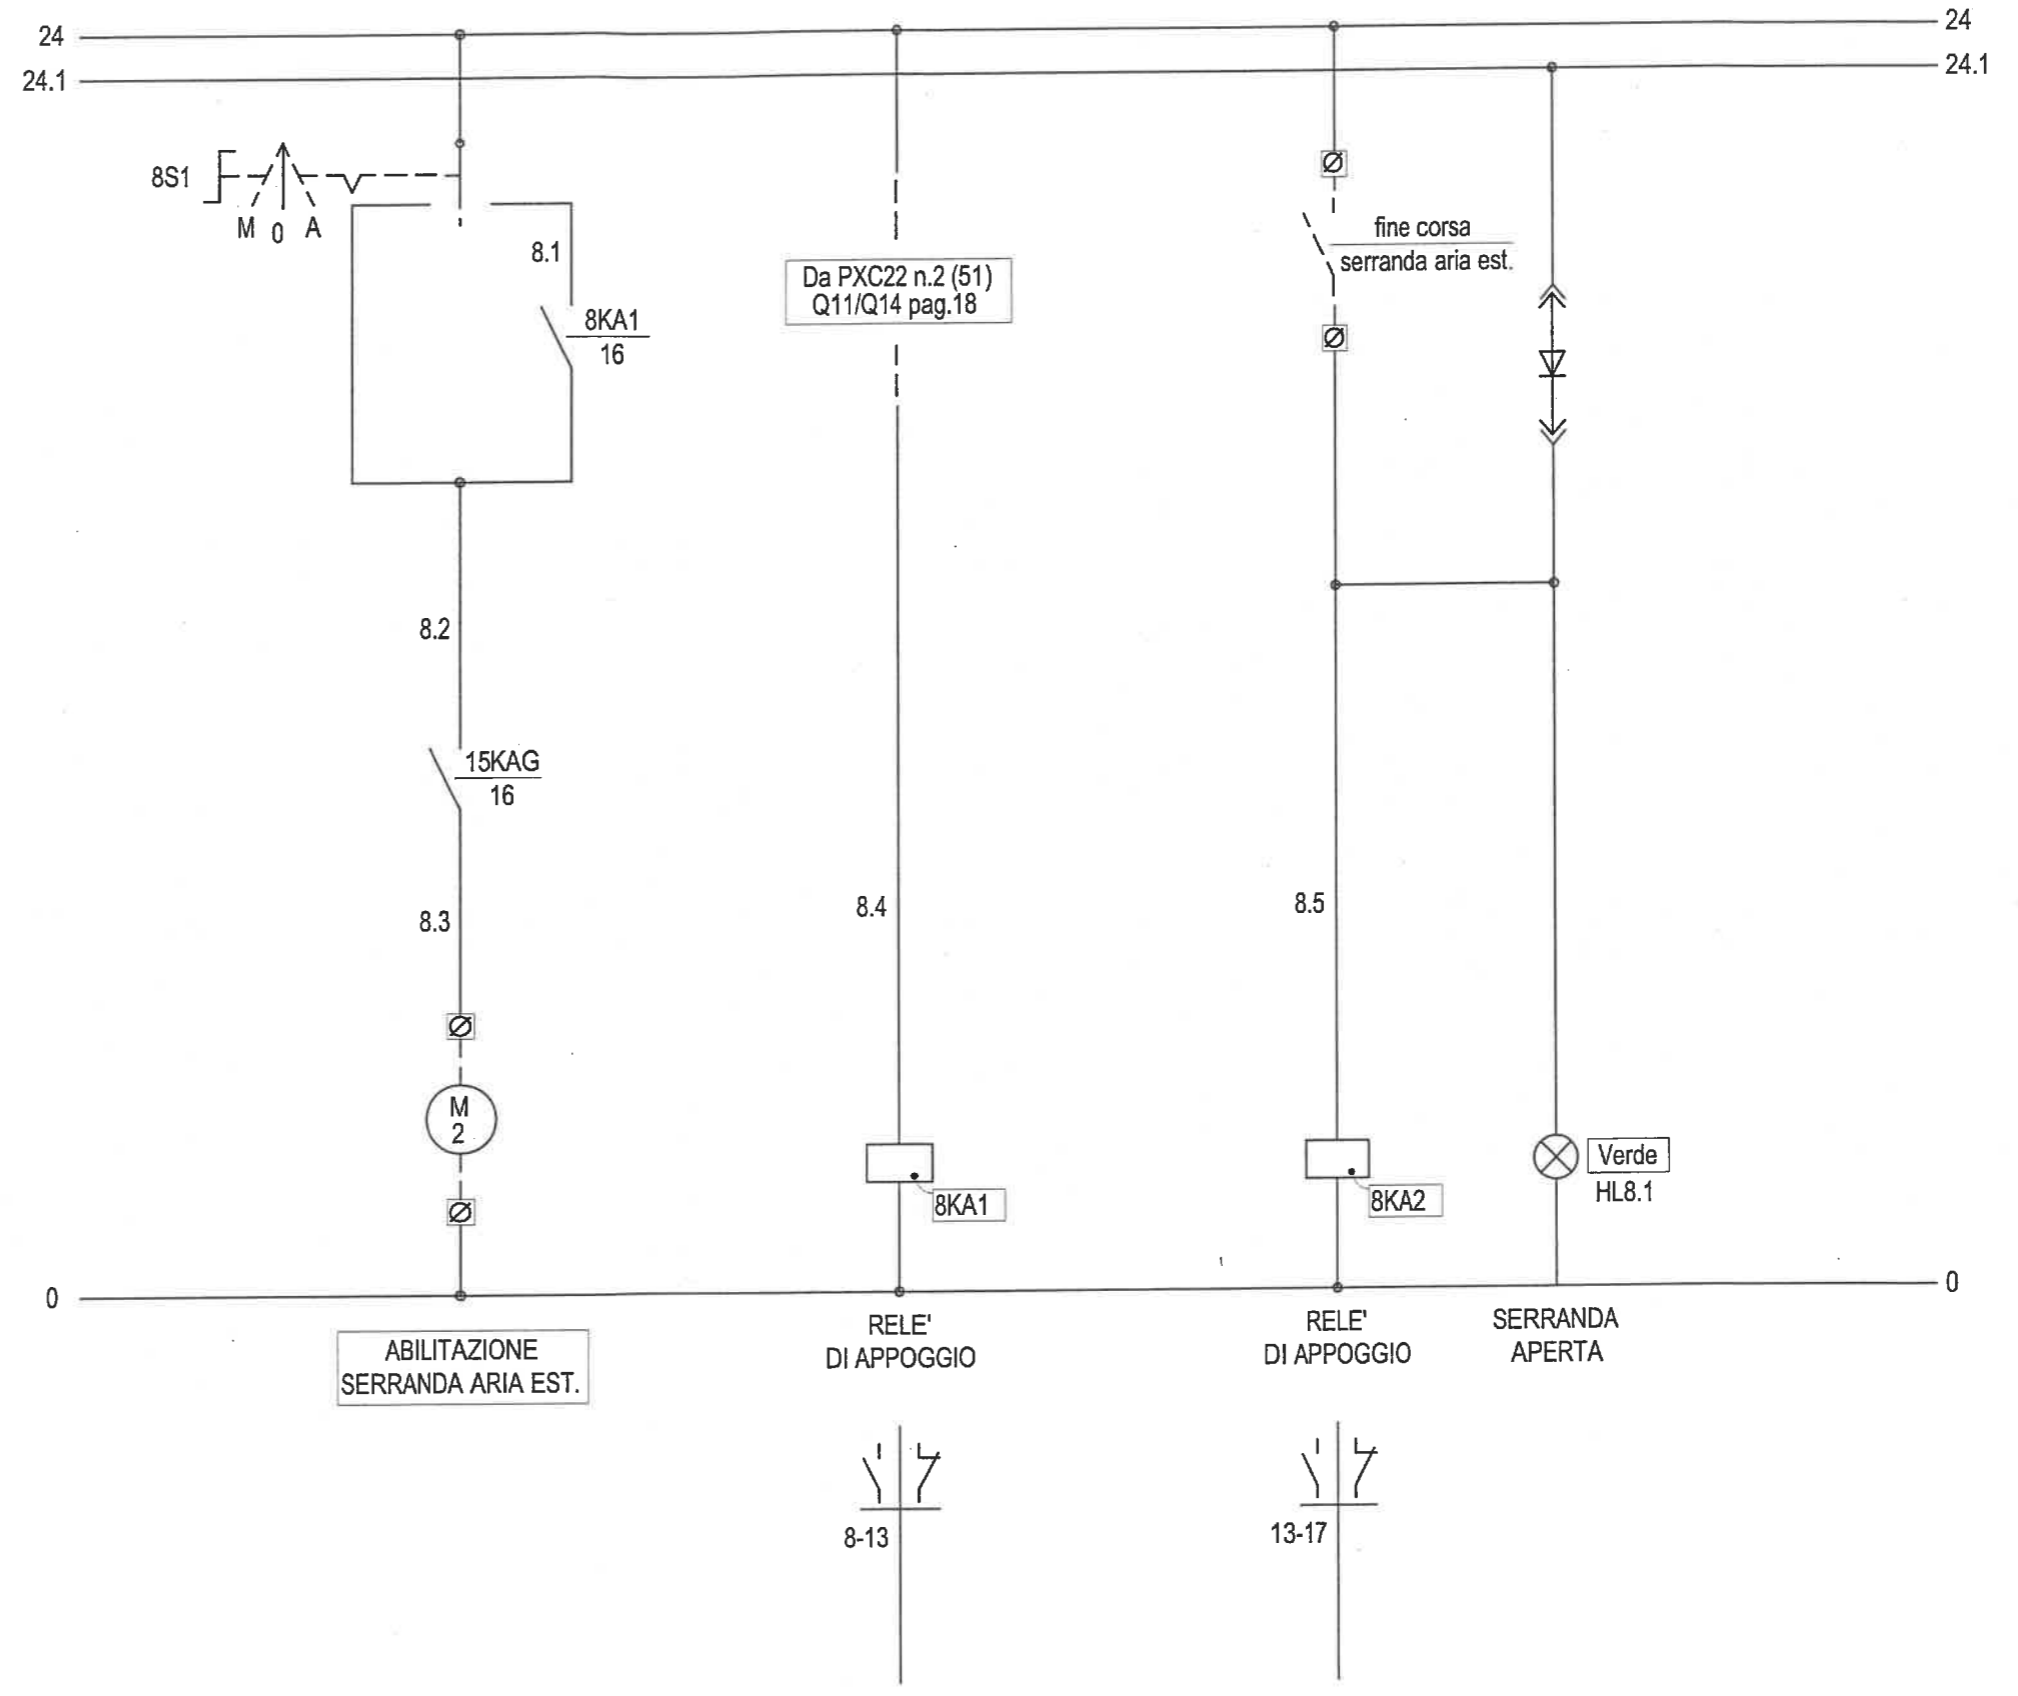 24
24
24.1
24.1
8S1
M 0 A
8.1
8KA1
16
Da PXC22 n.2 (51)
Q11/Q14 pag.18
fine corsa
serranda aria est.
8.2
15KAG
16
8.3
8.4
8.5
M
2
8KA1
8KA2
Verde
HL8.1
0
0
ABILITAZIONE
SERRANDA ARIA EST.
RELE'
DI APPOGGIO
RELE'
DI APPOGGIO
SERRANDA
APERTA
8-13
13-17